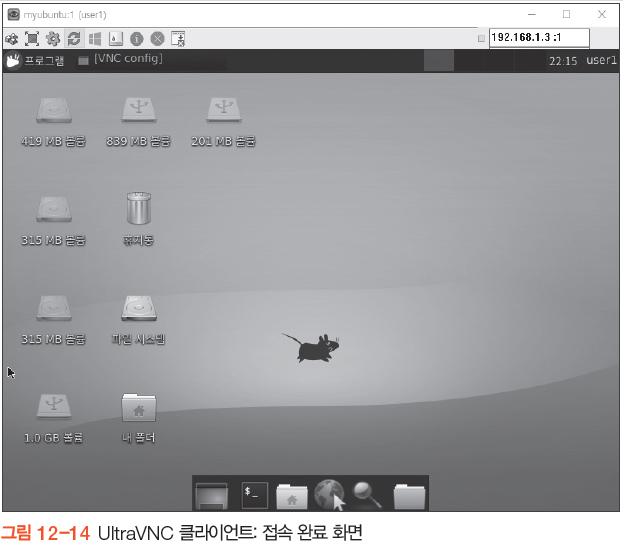 myubuntu:1 (user1)
192.168.1.3 :1
프로그램
[VNC config]
22:15 user1
419 MB 볼륨
839 MB 볼륨
201 MB 볼륨
315 MB 볼륨
휴지통
315 MB 볼륨
파일 시스템
1.0 GB 볼륨
내 폴더
$_
그림 12-14 UltraVNC 클라이언트: 접속 완료 화면